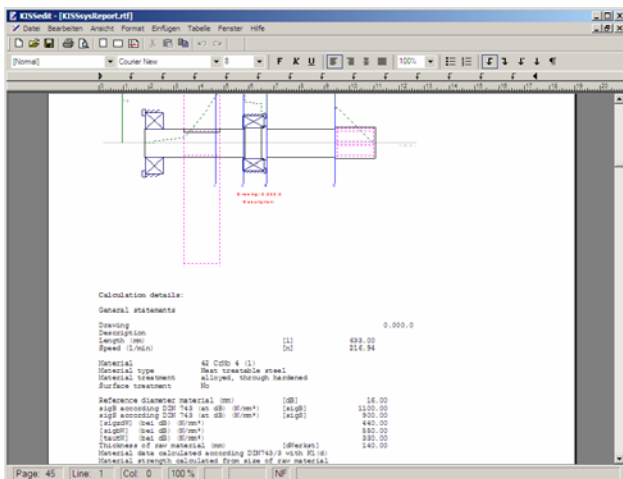 KISSedit - [KISSsysReport.rtf]
Datei Bearbeiten Ansicht Format Einfügen Tabelle Fenster Hilfe
[Normal] Courier New 8 F K U 100%
Calculation details:
General statements
Drawing 0.000.0
Description
Length (mm) [l] 633.00
Speed (1/min) [n] 216.94
Material 42 CrMo 4 (1)
Material type Heat treatable steel
Material treatment alloyed, through hardened
Surface treatment No
Reference diameter material (mm) [dB] 16.00
sigB according DIN 743 (at dB) (N/mm²) [sigB] 1100.00
sigS according DIN 743 (at dB) (N/mm²) [sigS] 900.00
[sigzdW] (bei dB) (N/mm²) 440.00
[sigbW] (bei dB) (N/mm²) 550.00
[tautW] (bei dB) (N/mm²) 330.00
Thickness of raw material (mm) [dWerkst] 140.00
Material data calculated according DIN743/3 with K1(d)
Material strength calculated from size of raw material
Page: 45 Line: 1 Col: 0 100 % NF